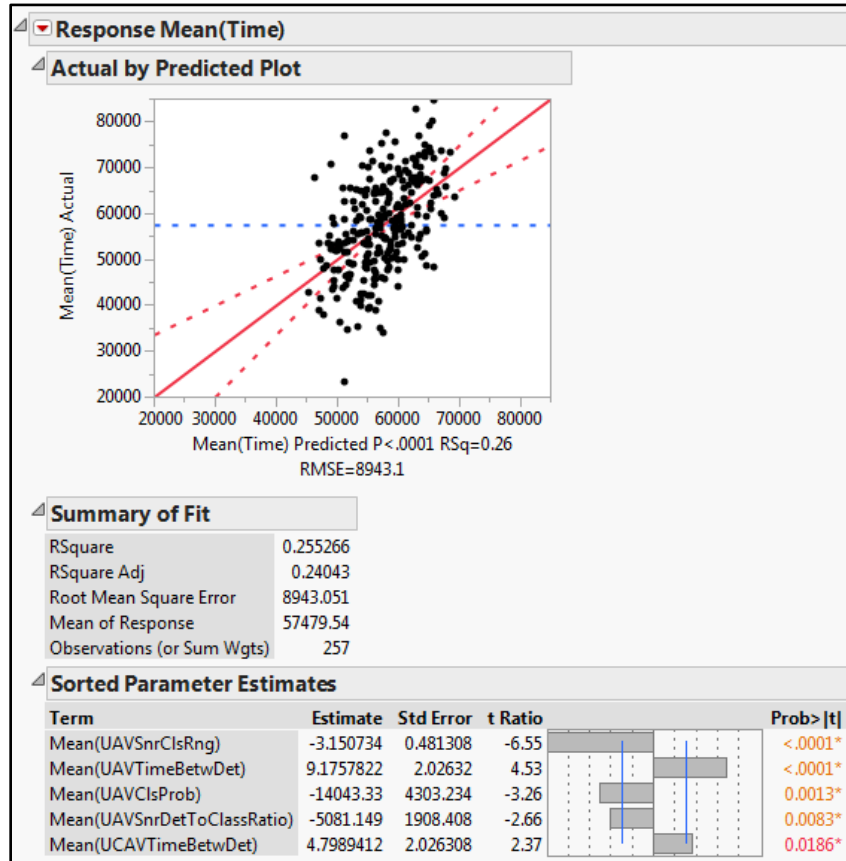 Response Mean(Time)
Actual by Predicted Plot
Mean(Time) Actual
80000
70000
60000
50000
40000
30000
20000
20000 30000 40000 50000 60000 70000 80000
Mean(Time) Predicted P<.0001 RSq=0.26
RMSE=8943.1
Summary of Fit
RSquare 0.255266
RSquare Adj 0.24043
Root Mean Square Error 8943.051
Mean of Response 57479.54
Observations (or Sum Wgts) 257
Sorted Parameter Estimates
Term Estimate Std Error t Ratio Prob>|t|
Mean(UAVSnrClsRng) -3.150734 0.481308 -6.55 <.0001*
Mean(UAVTimeBetwDet) 9.1757822 2.02632 4.53 <.0001*
Mean(UAVClsProb) -14043.33 4303.234 -3.26 0.0013*
Mean(UAVSnrDetToClassRatio) -5081.149 1908.408 -2.66 0.0083*
Mean(UCAVTimeBetwDet) 4.7989412 2.026308 2.37 0.0186*